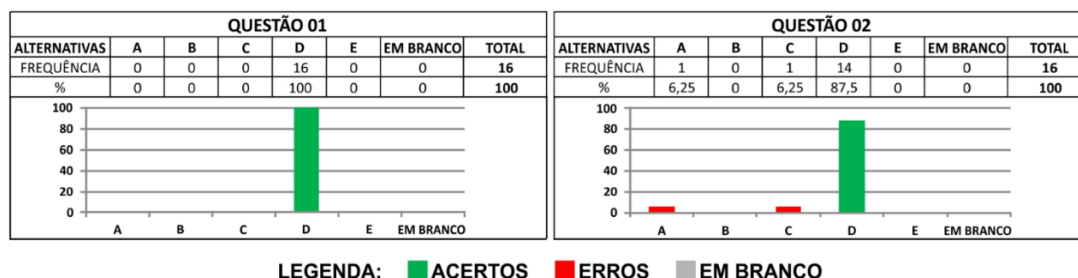 QUESTÃO 01
ALTERNATIVAS A B C D E EM BRANCO TOTAL
FREQUÊNCIA 0 0 0 16 0 0 16
% 0 0 0 100 0 0 100
100
80
60
40
20
0
A B C D E EM BRANCO
QUESTÃO 02
ALTERNATIVAS A B C D E EM BRANCO TOTAL
FREQUÊNCIA 1 0 1 14 0 0 16
% 6,25 0 6,25 87,5 0 0 100
100
80
60
40
20
0
A B C D E EM BRANCO
LEGENDA: ACERTOS ERROS EM BRANCO